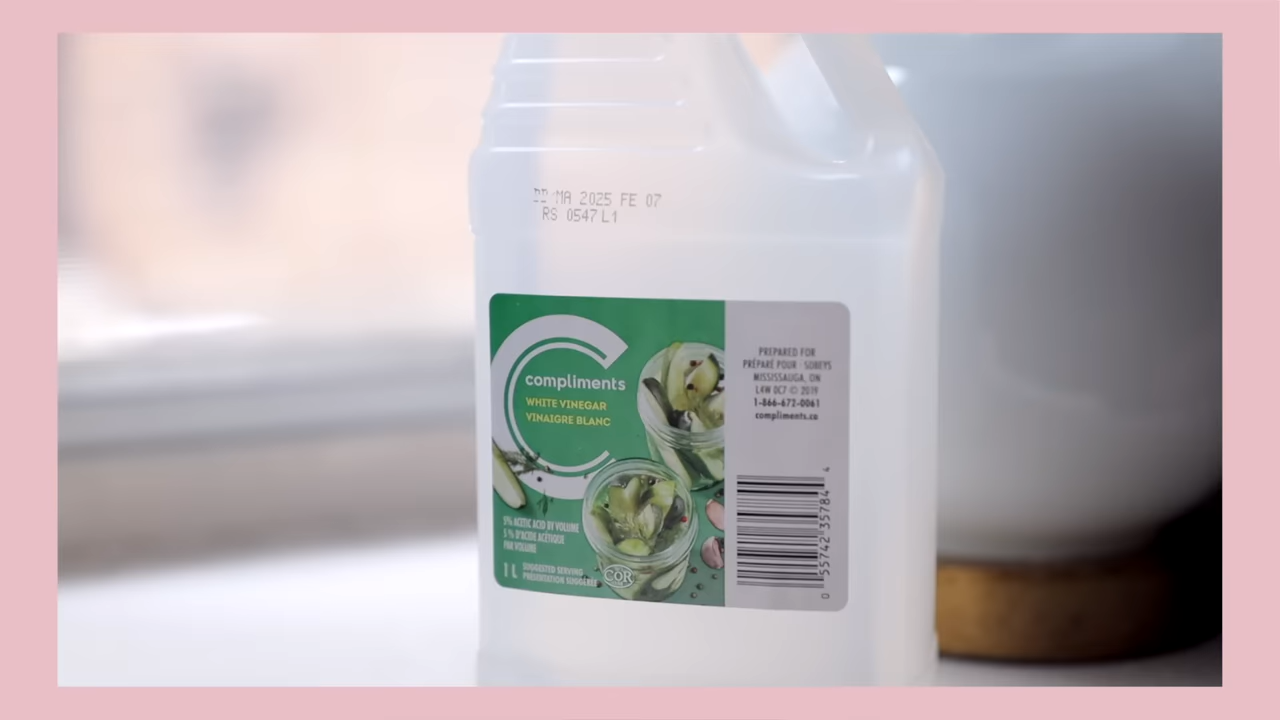 MA 2025 FE 07
RS 0547 L1
compliments
WHITE VINEGAR
VINAIGRE BLANC
5% ACETIC ACID BY VOLUME
5 % D'ACIDE ACÉTIQUE
PAR VOLUME
1 L
SUGGESTED SERVING
PRÉSENTATION SUGGÉRÉE
COR
PREPARED FOR
PRÉPARÉ POUR · SOBEYS
MISSISSAUGA, ON
L4W 0C7 © 2019
1-866-672-0061
compliments.ca
0 55742 35784 4